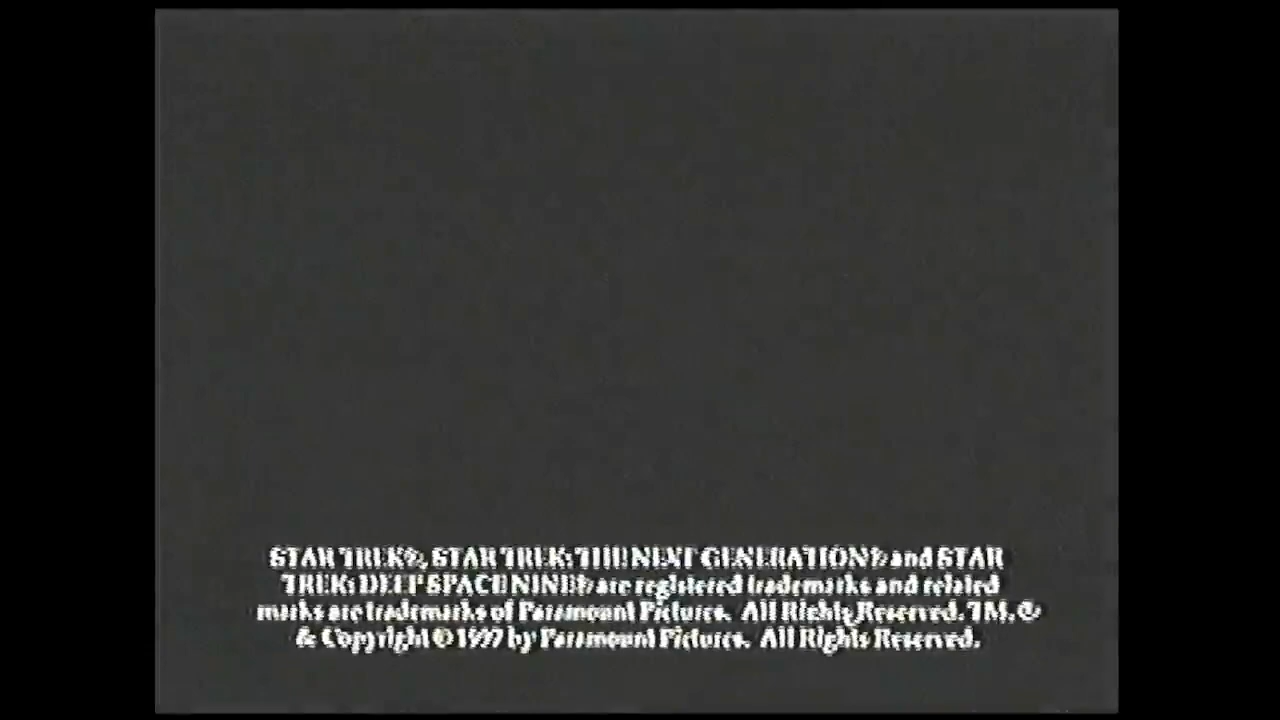 STAR TREK®, STAR TREK: THE NEXT GENERATION® and STAR
TREK: DEEP SPACE NINE® are registered trademarks and related
marks are trademarks of Paramount Pictures. All Rights Reserved. TM, ®
& Copyright © 1997 by Paramount Pictures. All Rights Reserved.